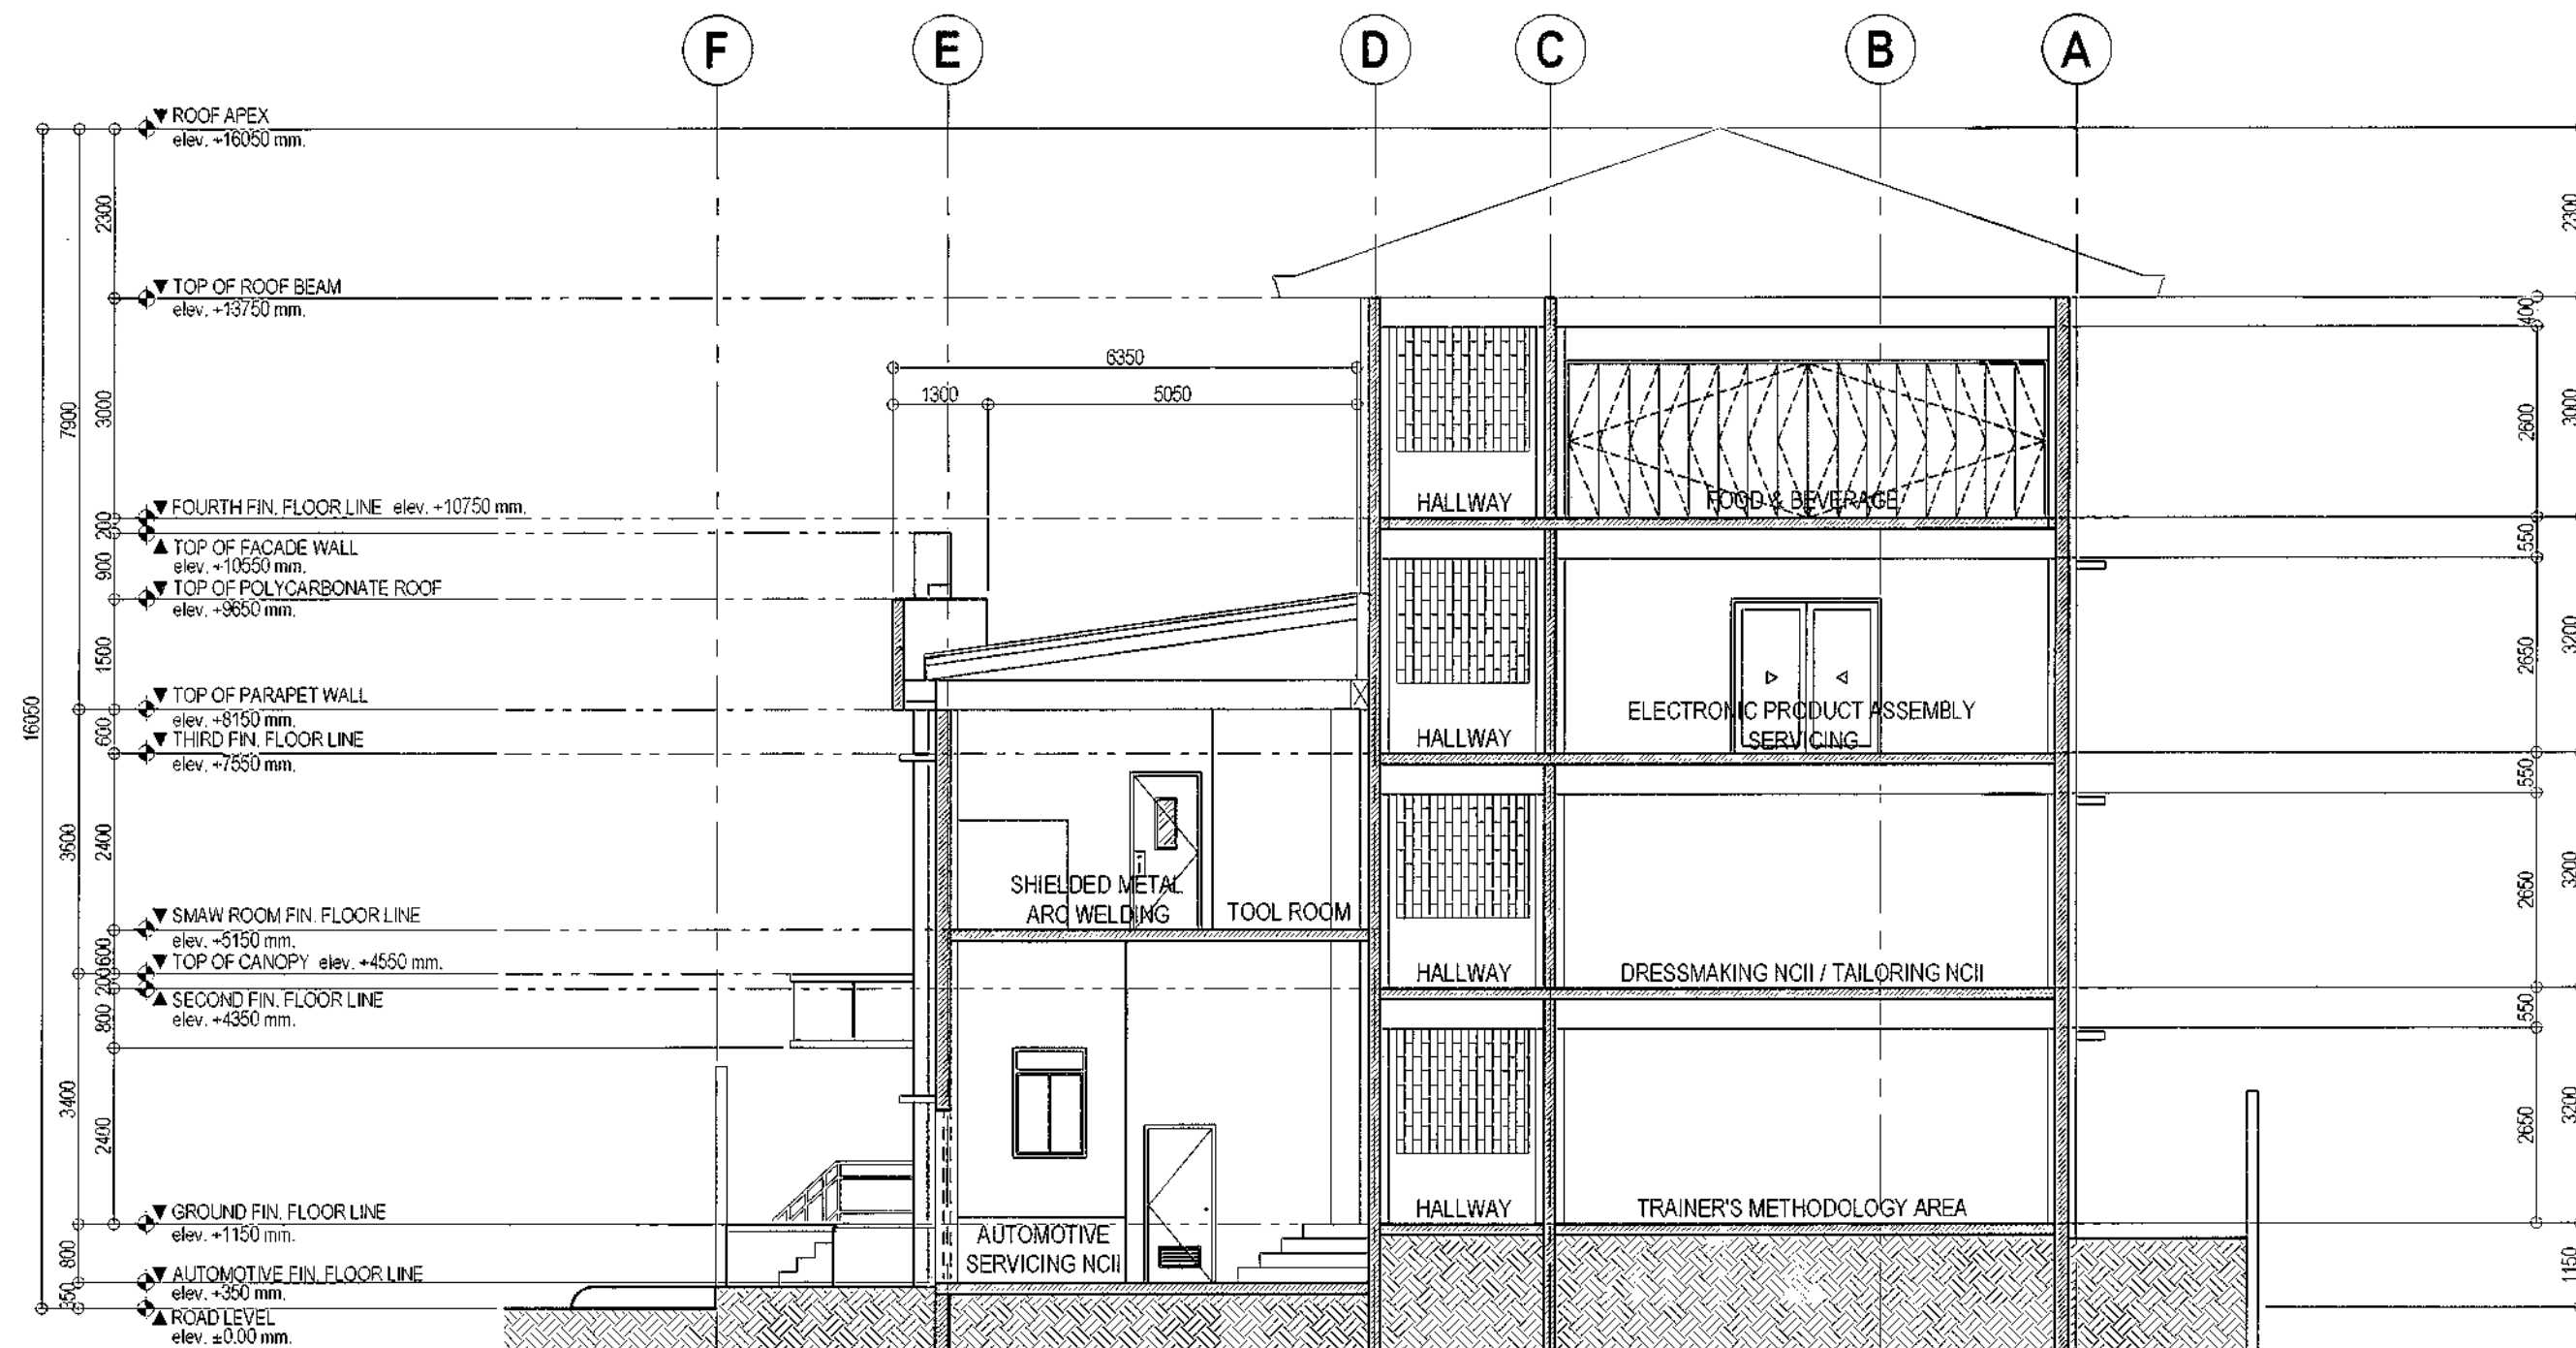 F E D C B A
▼ ROOF APEX
elev. +16050 mm.
2300
2300
▼ TOP OF ROOF BEAM
elev. +13750 mm.
400
6350
1300 5050
7900
3000
2600
3000
▼ FOURTH FIN. FLOOR LINE elev. +10750 mm.
HALLWAY
FOOD & BEVERAGE
200
▲ TOP OF FACADE WALL
elev. +10550 mm.
900
550
▼ TOP OF POLYCARBONATE ROOF
elev. +9650 mm.
1500
2650
3200
▼ TOP OF PARAPET WALL
elev. +8150 mm.
16050
600
ELECTRONIC PRODUCT ASSEMBLY
SERVICING
HALLWAY
▼ THIRD FIN. FLOOR LINE
elev. +7550 mm.
550
3600
2400
2650
3200
SHIELDED METAL
ARC WELDING
TOOL ROOM
▼ SMAW ROOM FIN. FLOOR LINE
elev. +5150 mm.
600
▼ TOP OF CANOPY elev. +4550 mm.
HALLWAY
DRESSMAKING NCII / TAILORING NCII
200
▲ SECOND FIN. FLOOR LINE
elev. +4350 mm.
800
550
3400
2400
2650
3200
▼ GROUND FIN. FLOOR LINE
elev. +1150 mm.
HALLWAY
TRAINER'S METHODOLOGY AREA
AUTOMOTIVE
SERVICING NCII
800
1150
▼ AUTOMOTIVE FIN. FLOOR LINE
elev. +350 mm.
350
▲ ROAD LEVEL
elev. ±0.00 mm.